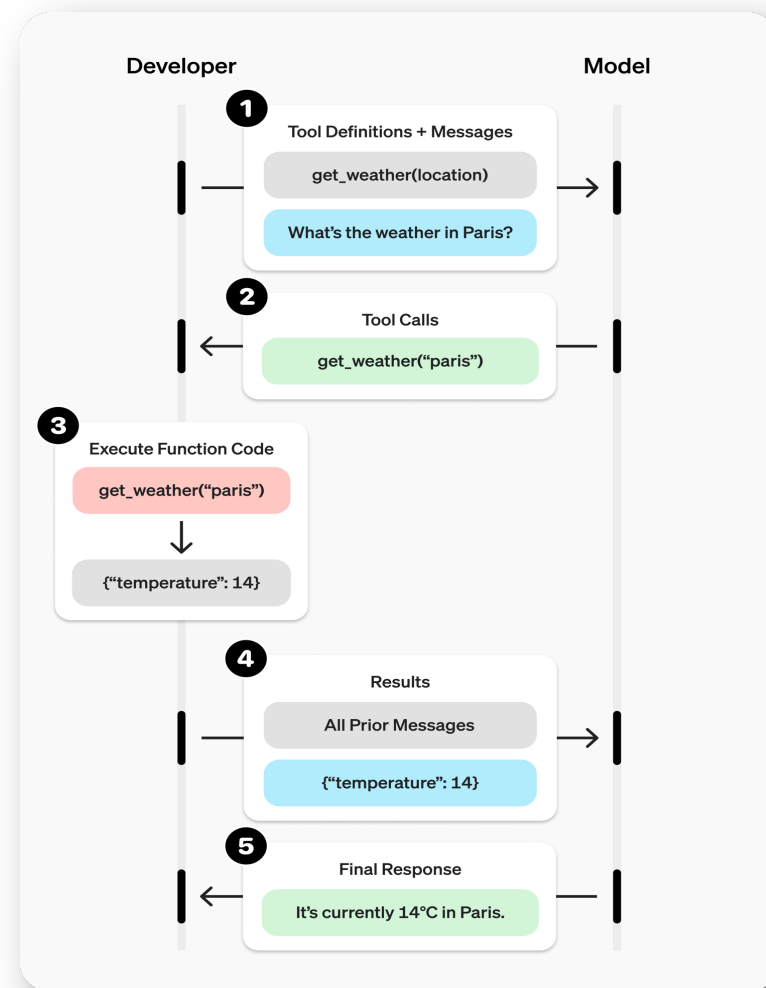 Developer
Model
1
Tool Definitions + Messages
get_weather(location)
What’s the weather in Paris?
2
Tool Calls
get_weather(“paris”)
3
Execute Function Code
get_weather(“paris”)
{“temperature”: 14}
4
Results
All Prior Messages
{“temperature”: 14}
5
Final Response
It’s currently 14°C in Paris.